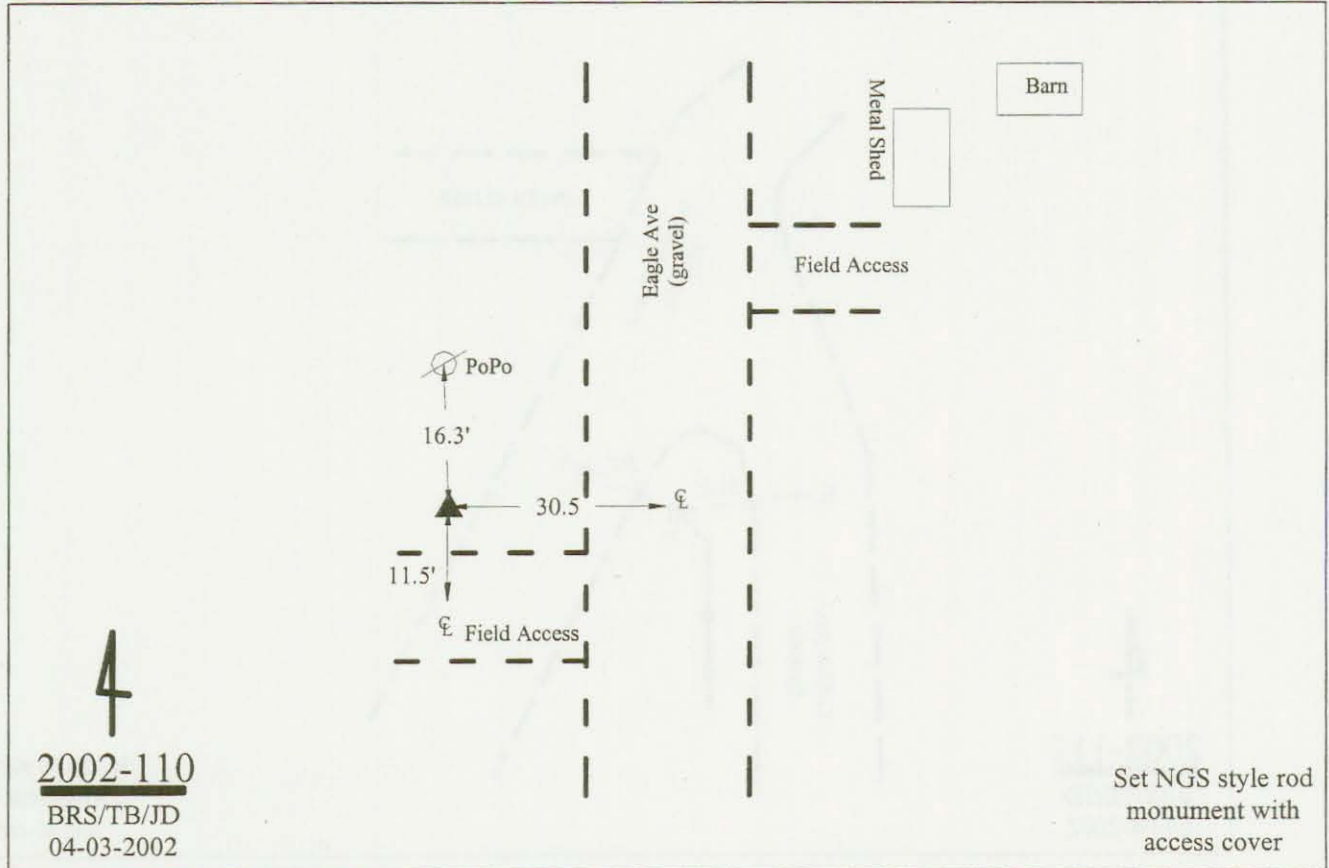 Barn
Metal Shed
Eagle Ave
(gravel)
Field Access
PoPo
16.3'
30.5
℄
11.5'
℄ Field Access
2002-110
BRS/TB/JD
04-03-2002
Set NGS style rod
monument with
access cover